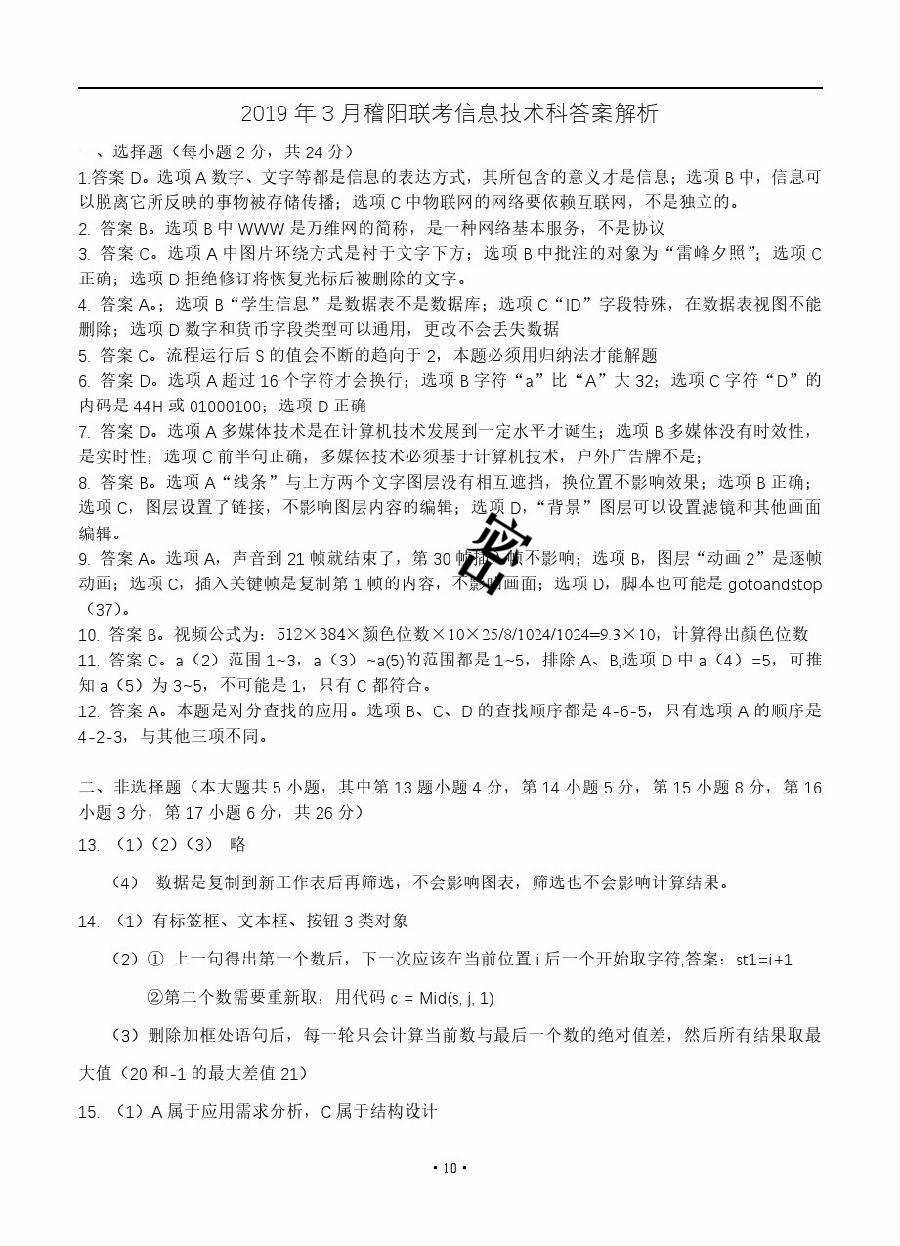 2019 年 3 月稽阳联考信息技术科答案解析
、选择题（每小题 2 分，共 24 分）
1.答案 D。选项 A 数字、文字等都是信息的表达方式，其所包含的意义才是信息；选项 B 中，信息可
以脱离它所反映的事物被存储传播；选项 C 中物联网的网络要依赖互联网，不是独立的。
2. 答案 B。选项 B 中 WWW 是万维网的简称，是一种网络基本服务，不是协议
3. 答案 C。选项 A 中图片环绕方式是衬于文字下方；选项 B 中批注的对象为“雷峰夕照”；选项 C
正确；选项 D 拒绝修订将恢复光标后被删除的文字。
4. 答案 A。；选项 B“学生信息”是数据表不是数据库；选项 C“ID”字段特殊，在数据表视图不能
删除；选项 D 数字和货币字段类型可以通用，更改不会丢失数据
5. 答案 C。流程运行后 S 的值会不断的趋向于 2，本题必须用归纳法才能解题
6. 答案 D。选项 A 超过 16 个字符才会换行；选项 B 字符“a”比“A”大 32；选项 C 字符“D”的
内码是 44H 或 01000100；选项 D 正确
7. 答案 D。选项 A 多媒体技术是在计算机技术发展到一定水平才诞生；选项 B 多媒体没有时效性，
是实时性；选项 C 前半句正确，多媒体技术必须基于计算机技术，户外广告牌不是；
8. 答案 B。选项 A“线条”与上方两个文字图层没有相互遮挡，换位置不影响效果；选项 B 正确；
选项 C，图层设置了链接，不影响图层内容的编辑；选项 D，“背景”图层可以设置滤镜和其他画面
编辑。
9. 答案 A。选项 A，声音到 21 帧就结束了，第 30 帧插 帧不影响；选项 B，图层“动画 2”是逐帧
动画；选项 C，插入关键帧是复制第 1 帧的内容，不影响画面；选项 D，脚本也可能是 gotoandstop
（37）。
密
10. 答案 B。视频公式为：512×384×颜色位数×10×25/8/1024/1024=9.3×10，计算得出颜色位数
11. 答案 C。a（2）范围 1~3，a（3）~a(5)的范围都是 1~5，排除 A、B.选项 D 中 a（4）=5，可推
知 a（5）为 3~5，不可能是 1，只有 C 都符合。
12. 答案 A。本题是对分查找的应用。选项 B、C、D 的查找顺序都是 4-6-5，只有选项 A 的顺序是
4-2-3，与其他三项不同。
二、非选择题（本大题共 5 小题，其中第 13 题小题 4 分，第 14 小题 5 分，第 15 小题 8 分，第 16
小题 3 分，第 17 小题 6 分，共 26 分）
13. （1）（2）（3） 略
（4） 数据是复制到新工作表后再筛选，不会影响图表，筛选也不会影响计算结果。
14. （1）有标签框、文本框、按钮 3 类对象
（2）① 上一句得出第一个数后，下一次应该在当前位置 i 后一个开始取字符,答案：st1=i+1
②第二个数需要重新取，用代码 c = Mid(s, j, 1)
（3）删除加框处语句后，每一轮只会计算当前数与最后一个数的绝对值差，然后所有结果取最
大值（20 和-1 的最大差值 21）
15. （1）A 属于应用需求分析，C 属于结构设计
• 10 •